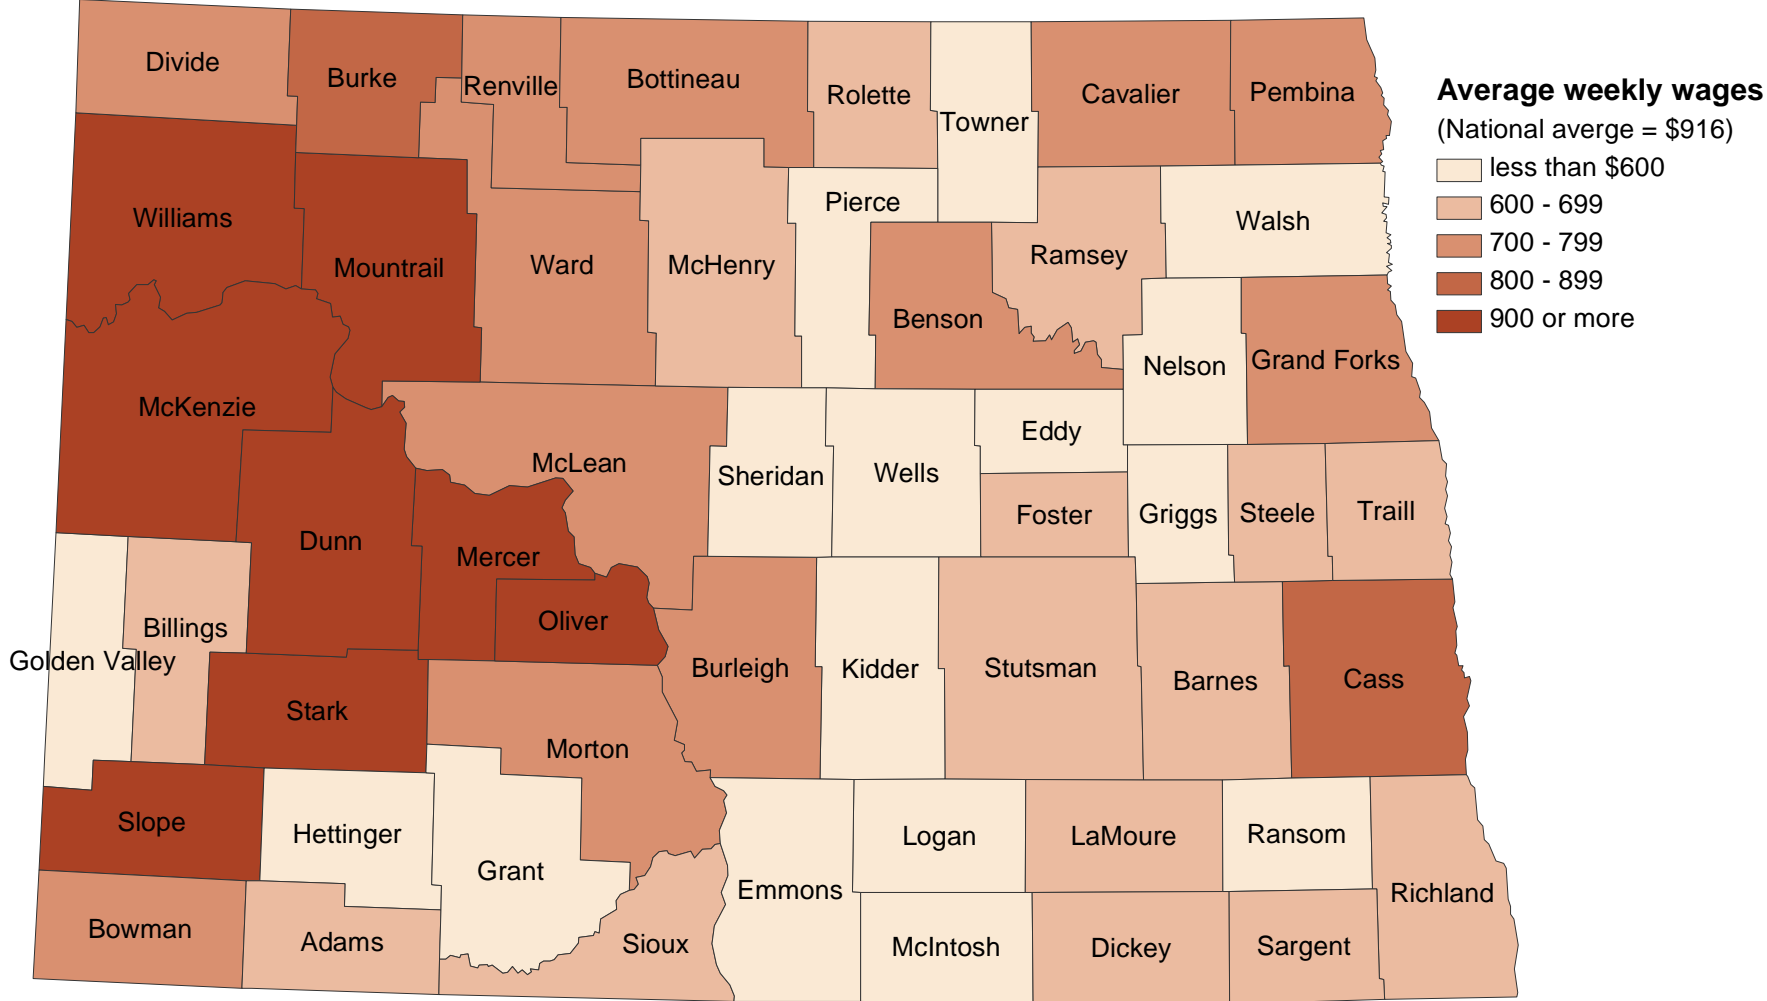 Average weekly wages
(National averge = $916)
less than $600
600 - 699
700 - 799
800 - 899
900 or more
Divide
Burke
Renville
Bottineau
Rolette
Towner
Cavalier
Pembina
Williams
Mountrail
Ward
McHenry
Pierce
Benson
Ramsey
Walsh
Nelson
Grand Forks
McKenzie
Dunn
McLean
Mercer
Oliver
Sheridan
Wells
Eddy
Foster
Griggs
Steele
Traill
Golden Valley
Billings
Stark
Morton
Burleigh
Kidder
Stutsman
Barnes
Cass
Slope
Hettinger
Grant
Bowman
Adams
Sioux
Emmons
Logan
McIntosh
LaMoure
Dickey
Ransom
Sargent
Richland